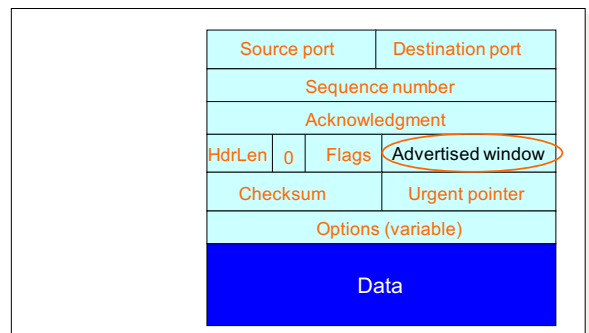 Source port Destination port
Sequence number
Acknowledgment
HdrLen 0 Flags Advertised window
Checksum Urgent pointer
Options (variable)
Data